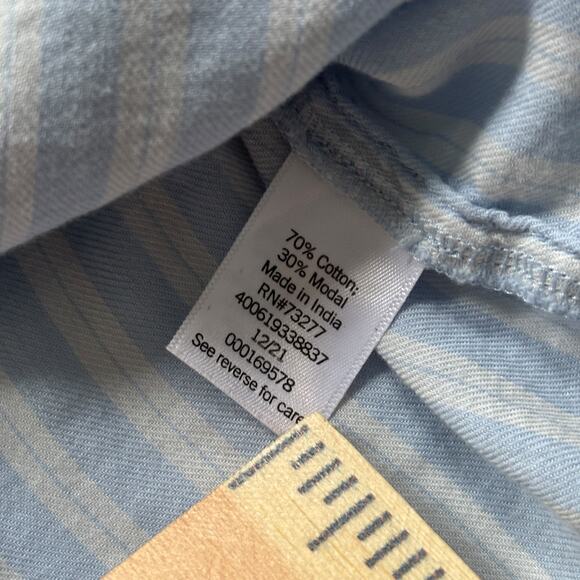 70% Cotton;
30% Modal
Made in India
RN#73277
400619338837
12/21
000169578
See reverse for care